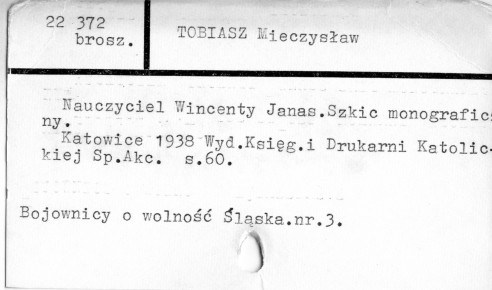 22 372
brosz.
TOBIASZ Mieczysław
Nauczyciel Wincenty Janas.Szkic monografic
ny.
Katowice 1938 Wyd.Księg.i Drukarni Katolic-
kiej Sp.Akc. s.60.
Bojownicy o wolność Śląska.nr.3.